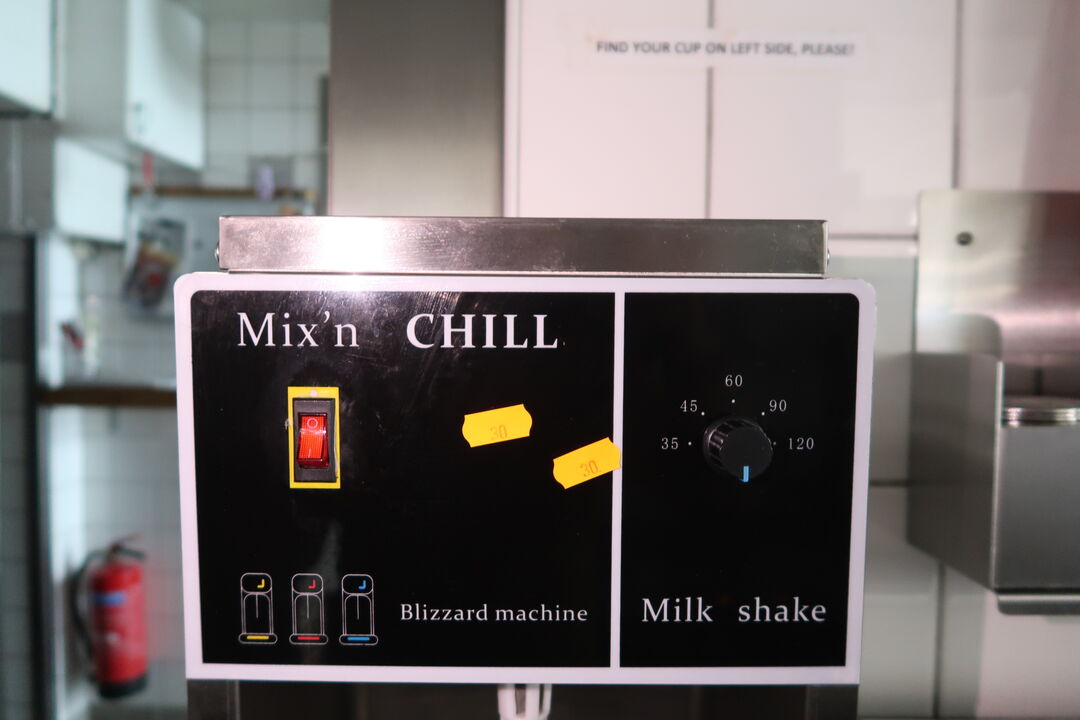 FIND YOUR CUP ON LEFT SIDE, PLEASE!
Mix'n CHILL
30
30
35 45 60 90 120
Blizzard machine
Milk shake